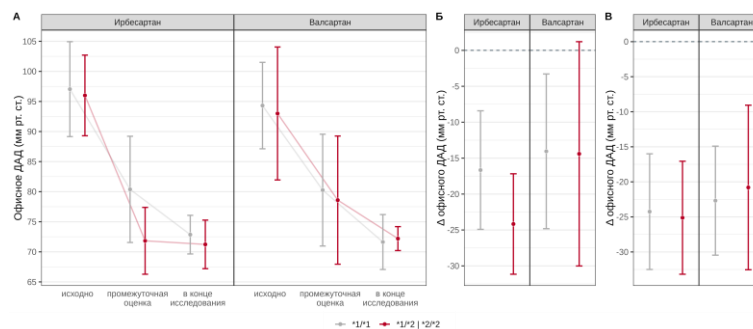 А
Ирбесартан
Валсартан
Офисное ДАД (мм рт. ст.)
105
100
95
90
85
80
75
70
65
исходно
промежуточная
оценка
в конце
исследования
исходно
промежуточная
оценка
в конце
исследования
Б
Ирбесартан
Валсартан
Δ офисного ДАД (мм рт. ст.)
0
-5
-10
-15
-20
-25
-30
В
Ирбесартан
Валсартан
Δ офисного ДАД (мм рт. ст.)
0
-5
-10
-15
-20
-25
-30
*1/*1
*1/*2 | *2/*2